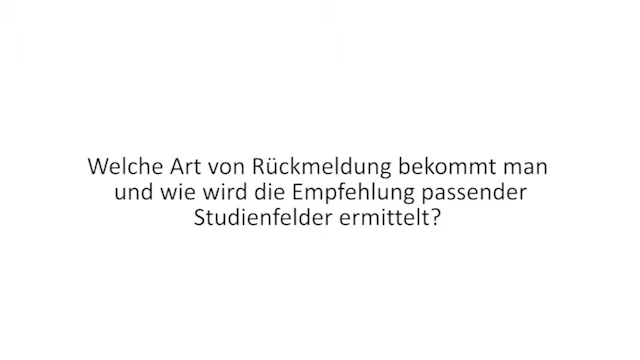 Welche Art von Rückmeldung bekommt man
und wie wird die Empfehlung passender
Studienfelder ermittelt?